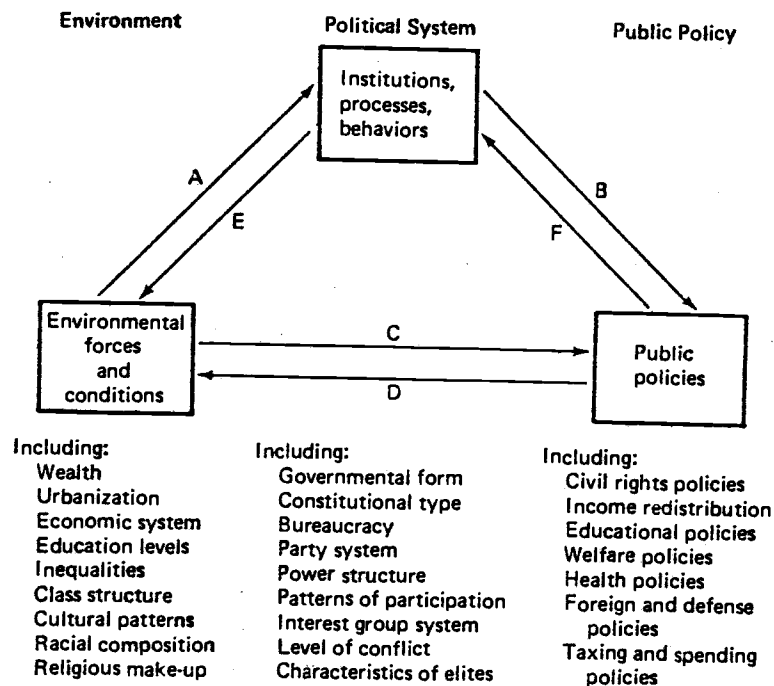 Environment
Political System
Public Policy
Institutions,
processes,
behaviors
A
B
E
F
Environmental
forces
and
conditions
C
D
Public
policies
Including:
Wealth
Urbanization
Economic system
Education levels
Inequalities
Class structure
Cultural patterns
Racial composition
Religious make-up
Including:
Governmental form
Constitutional type
Bureaucracy
Party system
Power structure
Patterns of participation
Interest group system
Level of conflict
Characteristics of elites
Including:
Civil rights policies
Income redistribution
Educational policies
Welfare policies
Health policies
Foreign and defense
policies
Taxing and spending
policies